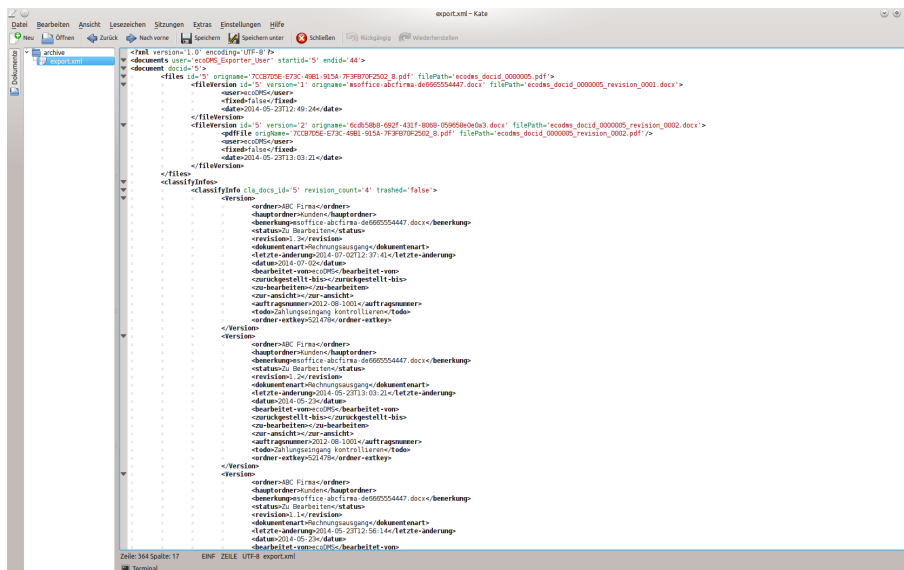 export.xml – Kate
Datei Bearbeiten Ansicht Lesezeichen Sitzungen Extras Einstellungen Hilfe
Neu Öffnen Zurück Nach vorne Speichern Speichern unter Schließen Rückgängig Wiederherstellen
Dokumente
archive
export.xml
<?xml version='1.0' encoding='UTF-8'?>
<documents user='ecoDMS_Exporter_User' startid='5' endid='44'>
<document docid='5'>
<files id='5' origname='7CCB7D5E-E73C-49B1-915A-7F3FB70F2502_8.pdf' filePath='ecodms_docid_0000005.pdf'>
<fileVersion id='5' version='1' origname='msoffice-abcfirma-de6665554447.docx' filePath='ecodms_docid_0000005_revision_0001.docx'>
<user>ecoDMS</user>
<fixed>false</fixed>
<date>2014-05-23T12:49:24</date>
</fileVersion>
<fileVersion id='5' version='2' origname='6cdb58b8-692f-431f-8068-059658e0e0a3.docx' filePath='ecodms_docid_0000005_revision_0002.docx'>
<pdfFile origName='7CCB7D5E-E73C-49B1-915A-7F3FB70F2502_8.pdf' filePath='ecodms_docid_0000005_revision_0002.pdf'/>
<user>ecoDMS</user>
<fixed>false</fixed>
<date>2014-05-23T13:03:21</date>
</fileVersion>
</files>
<classifyInfos>
<classifyInfo cla_docs_id='5' revision_count='4' trashed='false'>
<Version>
<ordner>ABC Firma</ordner>
<hauptordner>Kunden</hauptordner>
<bemerkung>msoffice-abcfirma-de6665554447.docx</bemerkung>
<status>Zu Bearbeiten</status>
<revision>1.3</revision>
<dokumentenart>Rechnungsausgang</dokumentenart>
<letzte-änderung>2014-07-02T12:37:41</letzte-änderung>
<datum>2014-07-02</datum>
<bearbeitet-von>ecoDMS</bearbeitet-von>
<zurückgestellt-bis></zurückgestellt-bis>
<zu-bearbeiten></zu-bearbeiten>
<zur-ansicht></zur-ansicht>
<auftragsnummer>2012-08-1001</auftragsnummer>
<todo>Zahlungseingang kontrollieren</todo>
<ordner-extkey>521478</ordner-extkey>
</Version>
<Version>
<ordner>ABC Firma</ordner>
<hauptordner>Kunden</hauptordner>
<bemerkung>msoffice-abcfirma-de6665554447.docx</bemerkung>
<status>Zu Bearbeiten</status>
<revision>1.2</revision>
<dokumentenart>Rechnungsausgang</dokumentenart>
<letzte-änderung>2014-05-23T13:03:21</letzte-änderung>
<datum>2014-05-23</datum>
<bearbeitet-von>ecoDMS</bearbeitet-von>
<zurückgestellt-bis></zurückgestellt-bis>
<zu-bearbeiten></zu-bearbeiten>
<zur-ansicht></zur-ansicht>
<auftragsnummer>2012-08-1001</auftragsnummer>
<todo>Zahlungseingang kontrollieren</todo>
<ordner-extkey>521478</ordner-extkey>
</Version>
<Version>
<ordner>ABC Firma</ordner>
<hauptordner>Kunden</hauptordner>
<bemerkung>msoffice-abcfirma-de6665554447.docx</bemerkung>
<status>Zu Bearbeiten</status>
<revision>1.1</revision>
<dokumentenart>Rechnungsausgang</dokumentenart>
<letzte-änderung>2014-05-23T12:56:14</letzte-änderung>
<datum>2014-05-23</datum>
<bearbeitet-von>ecoDMS</bearbeitet-von>
Zeile: 364 Spalte: 17 EINF ZEILE UTF-8 export.xml
Terminal